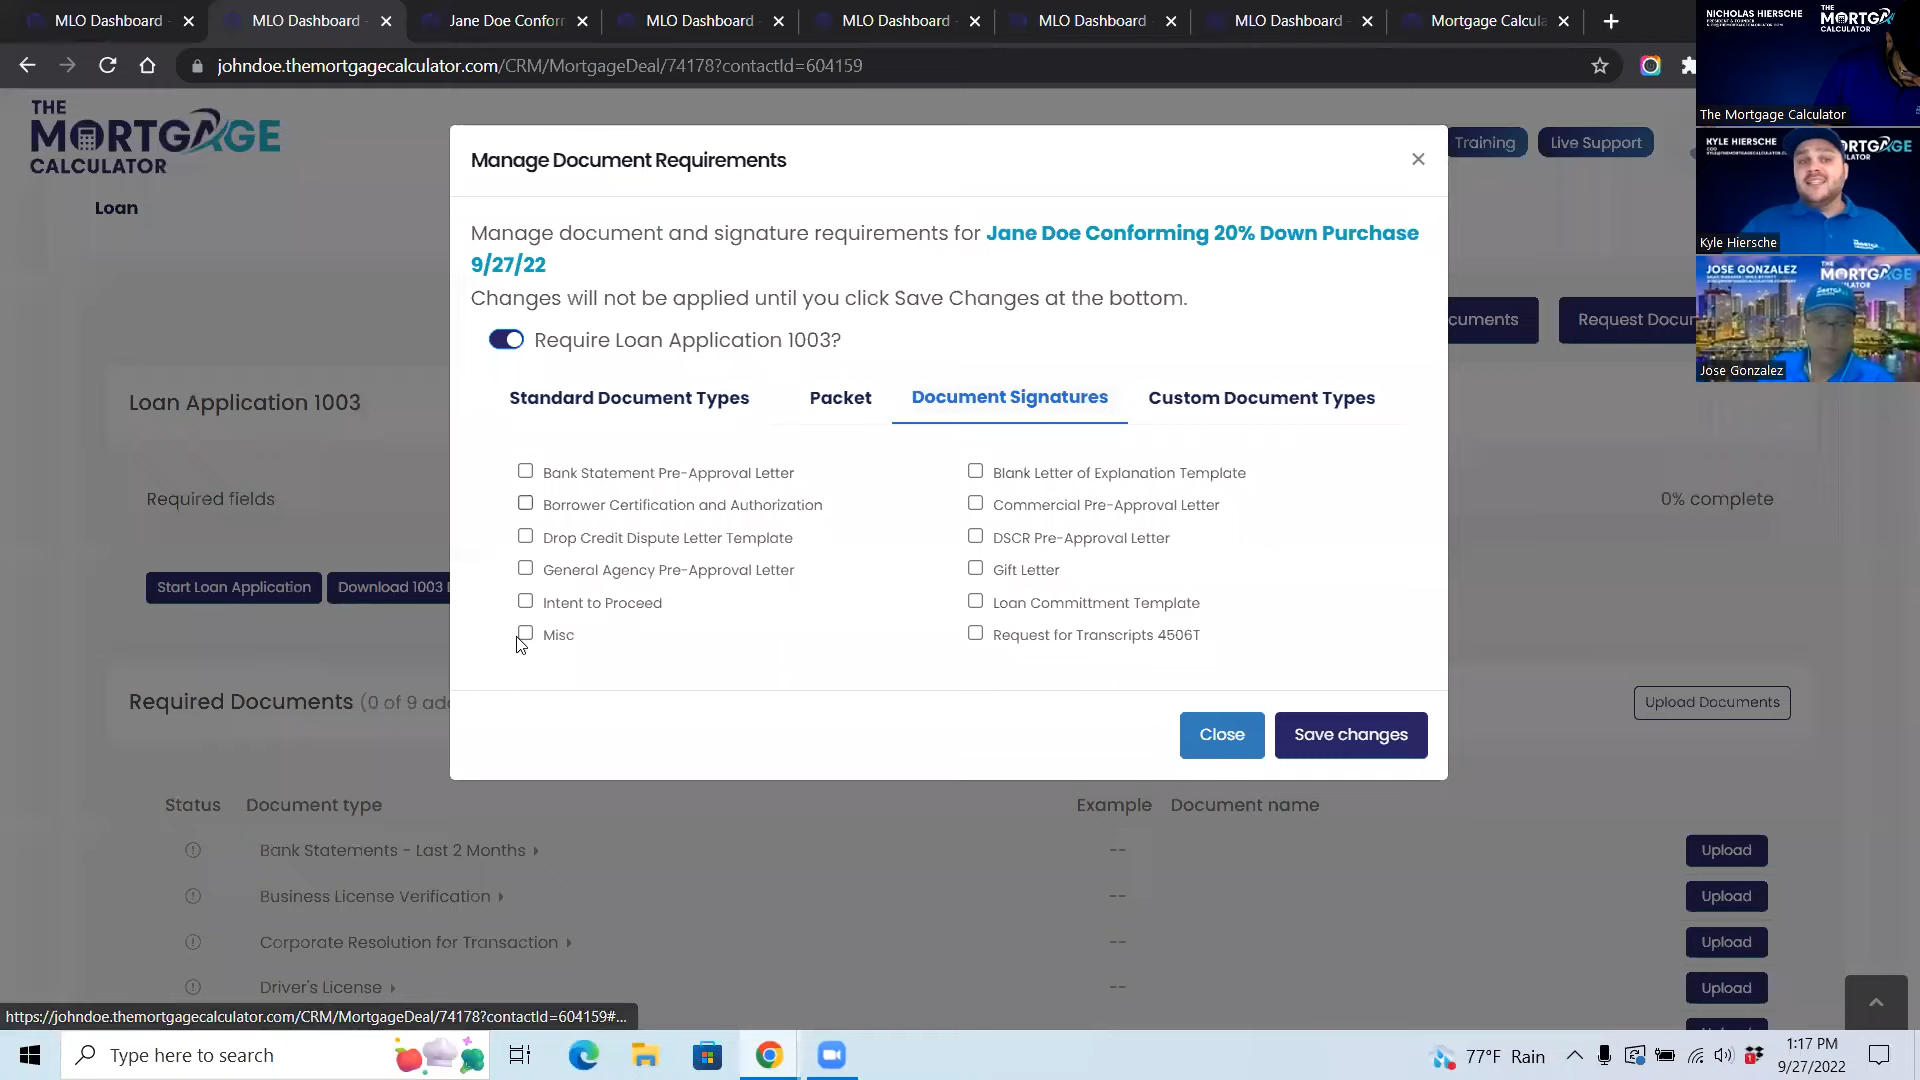 MLO Dashboard
MLO Dashboard
Jane Doe Confor
MLO Dashboard
MLO Dashboard
MLO Dashboard
MLO Dashboard
Mortgage Calcula
johndoe.themortgagecalculator.com/CRM/MortgageDeal/74178?contactId=604159
THE
MORTGAGE
CALCULATOR
Loan
Training
Live Support
NICHOLAS HIERSCHE
THE
MORTGA
CALCULATOR
The Mortgage Calculator
KYLE HIERSCHE
COO
ORTGAGE
ATOR
Kyle Hiersche
JOSE GONZALEZ
THE
MORTGAGE
Jose Gonzalez
Manage Document Requirements
Manage document and signature requirements for Jane Doe Conforming 20% Down Purchase
9/27/22
Changes will not be applied until you click Save Changes at the bottom.
Require Loan Application 1003?
cuments
Request Docur
Standard Document Types
Packet
Document Signatures
Custom Document Types
Bank Statement Pre-Approval Letter
Blank Letter of Explanation Template
Borrower Certification and Authorization
Commercial Pre-Approval Letter
Drop Credit Dispute Letter Template
DSCR Pre-Approval Letter
General Agency Pre-Approval Letter
Gift Letter
Intent to Proceed
Loan Committment Template
Misc
Request for Transcripts 4506T
Close
Save changes
Loan Application 1003
Required fields
0% complete
Start Loan Application
Download 1003
Required Documents (0 of 9 ad
Upload Documents
Status
Document type
Example
Document name
Bank Statements - Last 2 Months
--
Upload
Business License Verification
--
Upload
Corporate Resolution for Transaction
--
Upload
Driver's License
--
Upload
https://johndoe.themortgagecalculator.com/CRM/MortgageDeal/74178?contactId=604159#...
Type here to search
77°F Rain
1:17 PM
9/27/2022